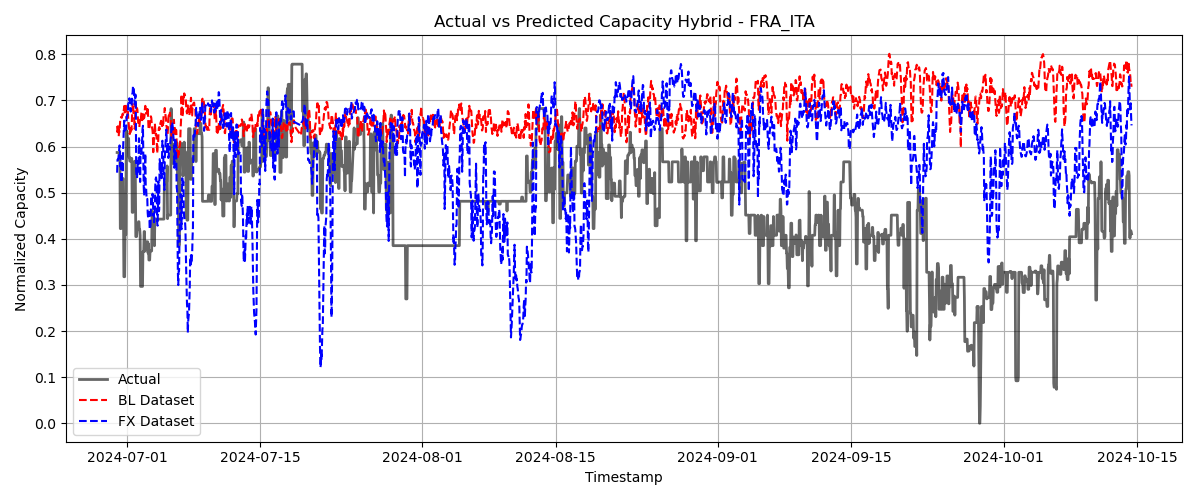 Actual vs Predicted Capacity Hybrid - FRA_ITA
Normalized Capacity
0.8
0.7
0.6
0.5
0.4
0.3
0.2
0.1
0.0
Actual
BL Dataset
FX Dataset
2024-07-01
2024-07-15
2024-08-01
2024-08-15
2024-09-01
2024-09-15
2024-10-01
2024-10-15
Timestamp